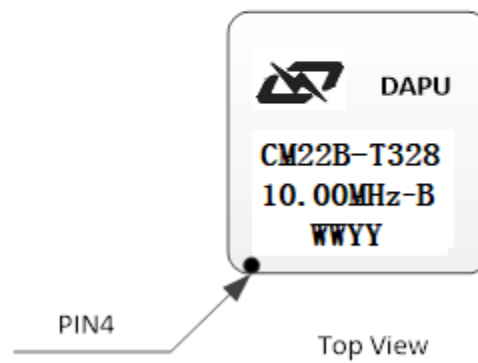 DAPU
CM22B-T328
10.00MHz-B
WWYY
PIN4
Top View